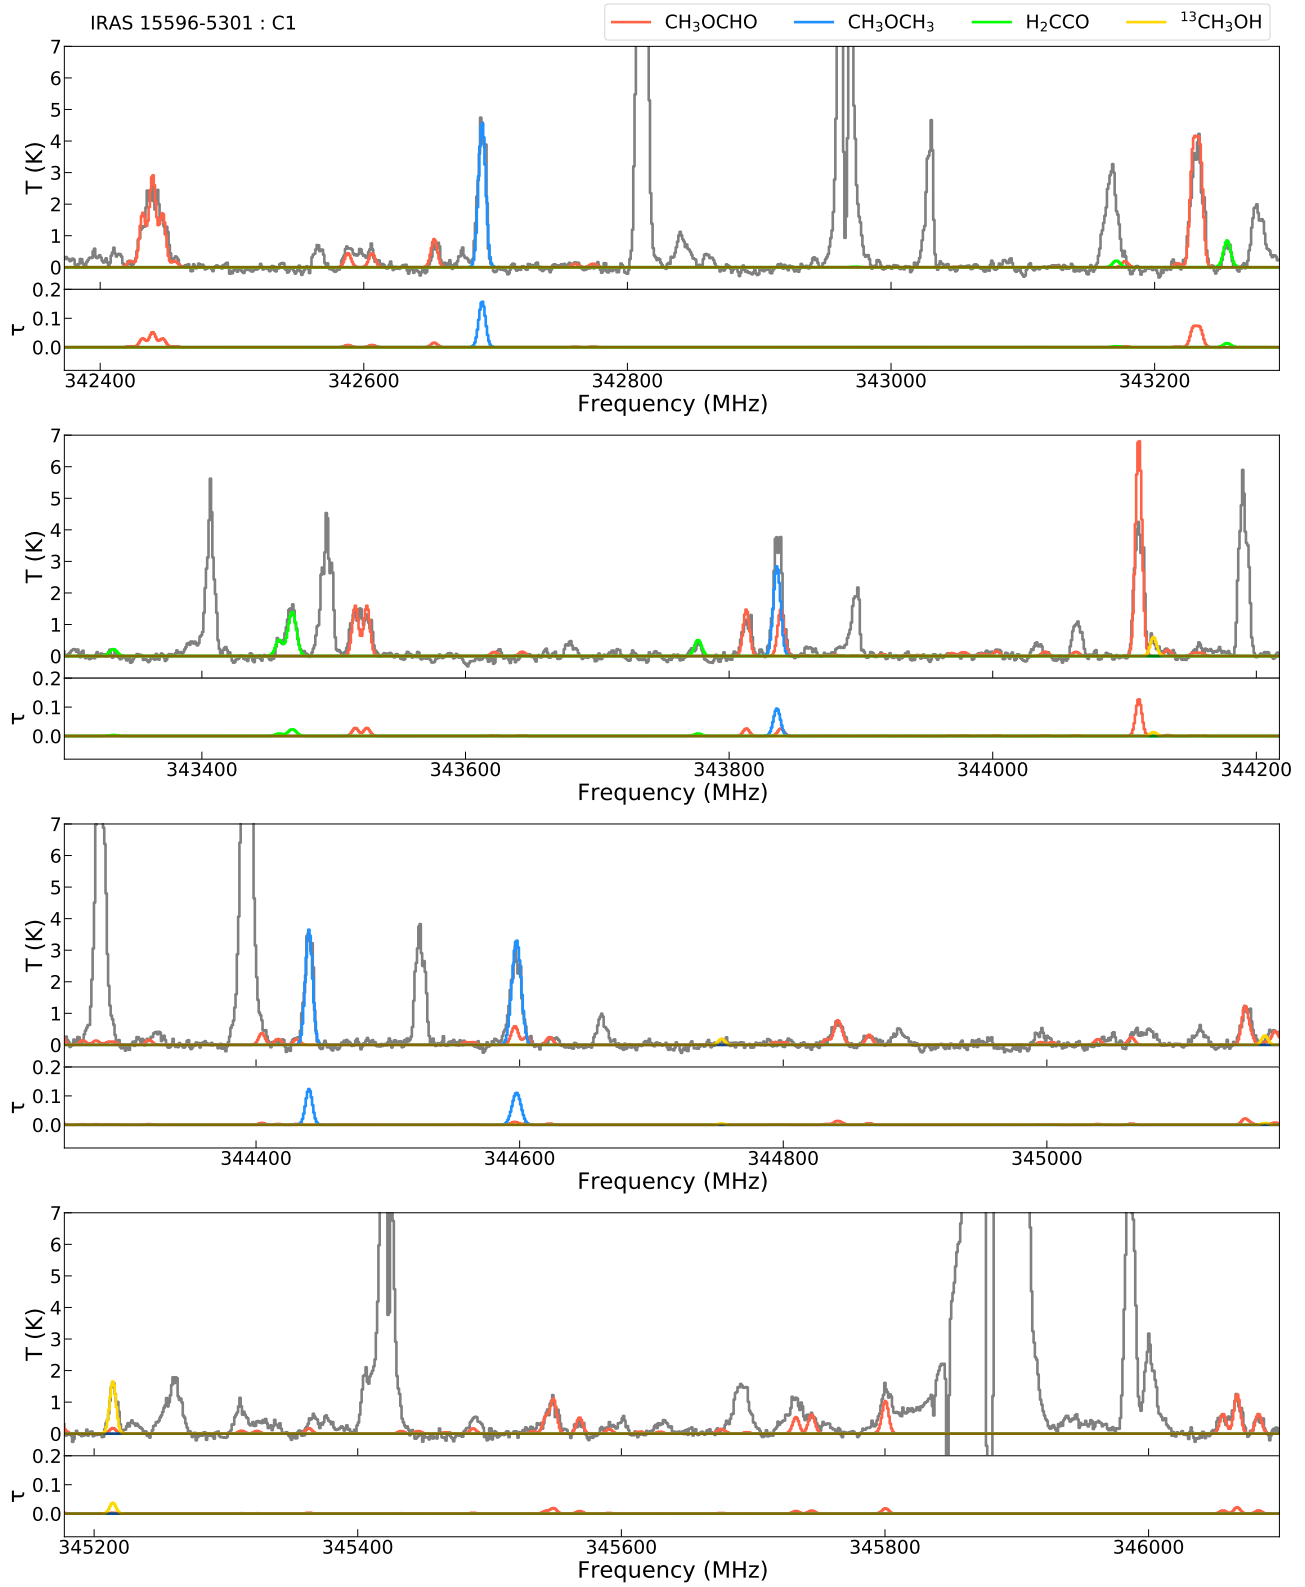 IRAS 15596-5301 : C1
CH₃OCHO CH₃OCH₃ H₂CCO ¹³CH₃OH
7
6
5
4
3
2
1
0
T (K)
0.2
0.1
0.0
τ
342400 342600 342800 343000 343200
Frequency (MHz)
7
6
5
4
3
2
1
0
T (K)
0.2
0.1
0.0
τ
343400 343600 343800 344000 344200
Frequency (MHz)
7
6
5
4
3
2
1
0
T (K)
0.2
0.1
0.0
τ
344400 344600 344800 345000
Frequency (MHz)
7
6
5
4
3
2
1
0
T (K)
0.2
0.1
0.0
τ
345200 345400 345600 345800 346000
Frequency (MHz)